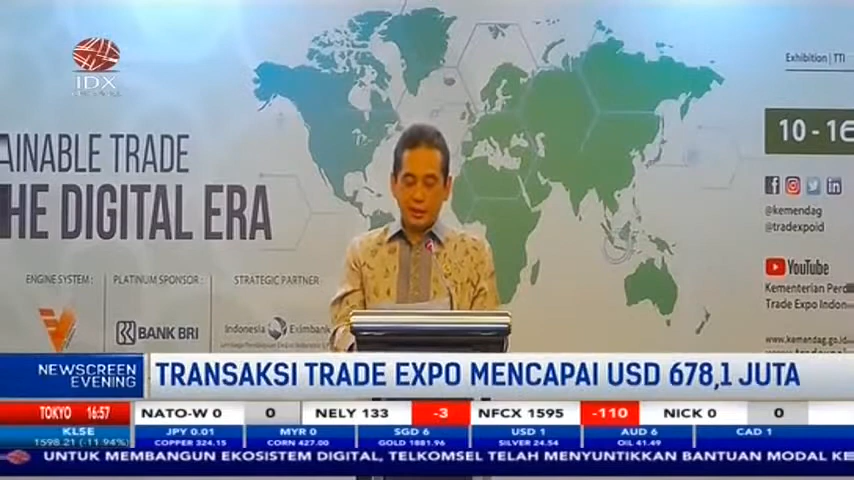 IDX
Exhibition | TTI
AINABLE TRADE
HE DIGITAL ERA
10 - 16
@kemendag
@tradexpoid
YouTube
Kementerian Perd
Trade Expo Indon
www.kemendag.go.id
ENGINE SYSTEM :
PLATINUM SPONSOR :
STRATEGIC PARTNER
BANK BRI
Indonesia Eximbank
NEWSCREEN
EVENING
TRANSAKSI TRADE EXPO MENCAPAI USD 678,1 JUTA
TOKYO 16:57
NATO-W 0 0 NELY 133 -3 NFCX 1595 -110 NICK 0 0
KLSE
1598.21 (-11.94%)
JPY 0.01 MYR 0 SGD 6 USD 1 AUD 6 CAD 1
COPPER 324.15 CORN 427.00 GOLD 1881.96 SILVER 24.54 OIL 41.49
UNTUK MEMBANGUN EKOSISTEM DIGITAL, TELKOMSEL TELAH MENYUNTIKKAN BANTUAN MODAL KE